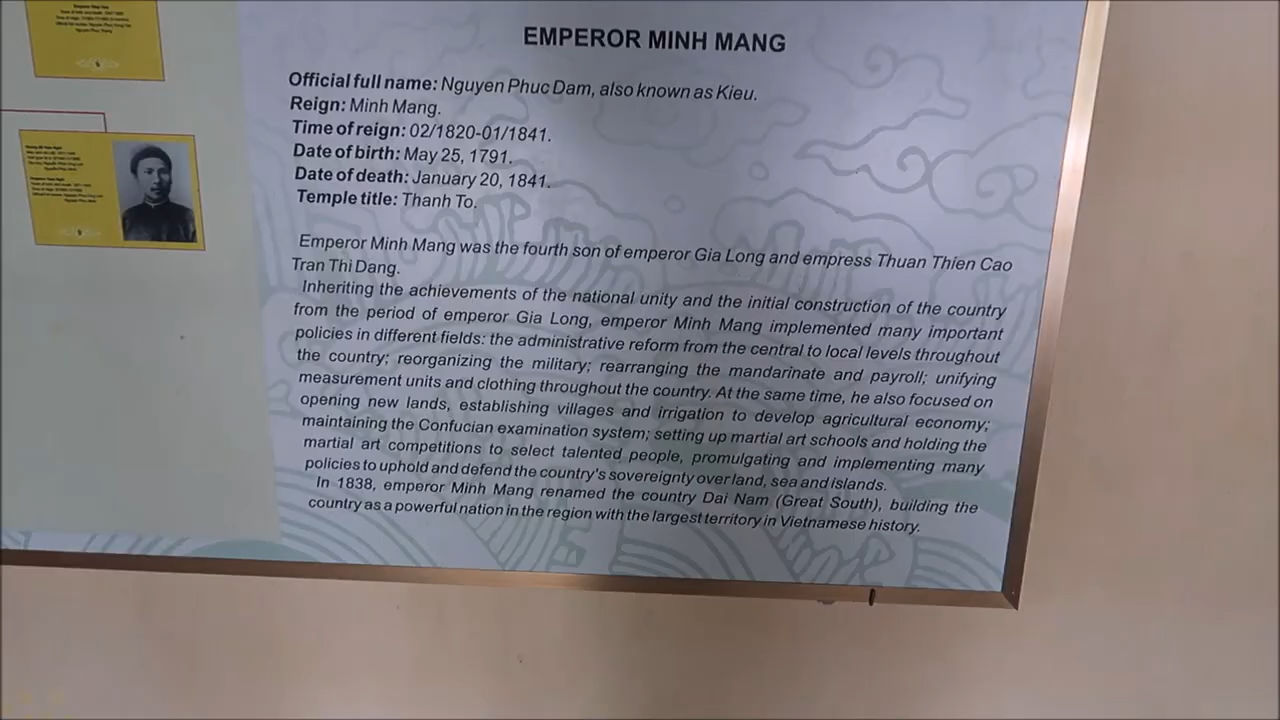 EMPEROR MINH MANG
Official full name: Nguyen Phuc Dam, also known as Kieu.
Reign: Minh Mang.
Time of reign: 02/1820-01/1841.
Date of birth: May 25, 1791.
Date of death: January 20, 1841.
Temple title: Thanh To.
Emperor Minh Mang was the fourth son of emperor Gia Long and empress Thuan Thien Cao
Tran Thi Dang.
Inheriting the achievements of the national unity and the initial construction of the country
from the period of emperor Gia Long, emperor Minh Mang implemented many important
policies in different fields: the administrative reform from the central to local levels throughout
the country; reorganizing the military; rearranging the mandarinate and payroll; unifying
measurement units and clothing throughout the country. At the same time, he also focused on
opening new lands, establishing villages and irrigation to develop agricultural economy;
maintaining the Confucian examination system; setting up martial art schools and holding the
martial art competitions to select talented people, promulgating and implementing many
policies to uphold and defend the country's sovereignty over land, sea and islands.
In 1838, emperor Minh Mang renamed the country Dai Nam (Great South), building the
country as a powerful nation in the region with the largest territory in Vietnamese history.